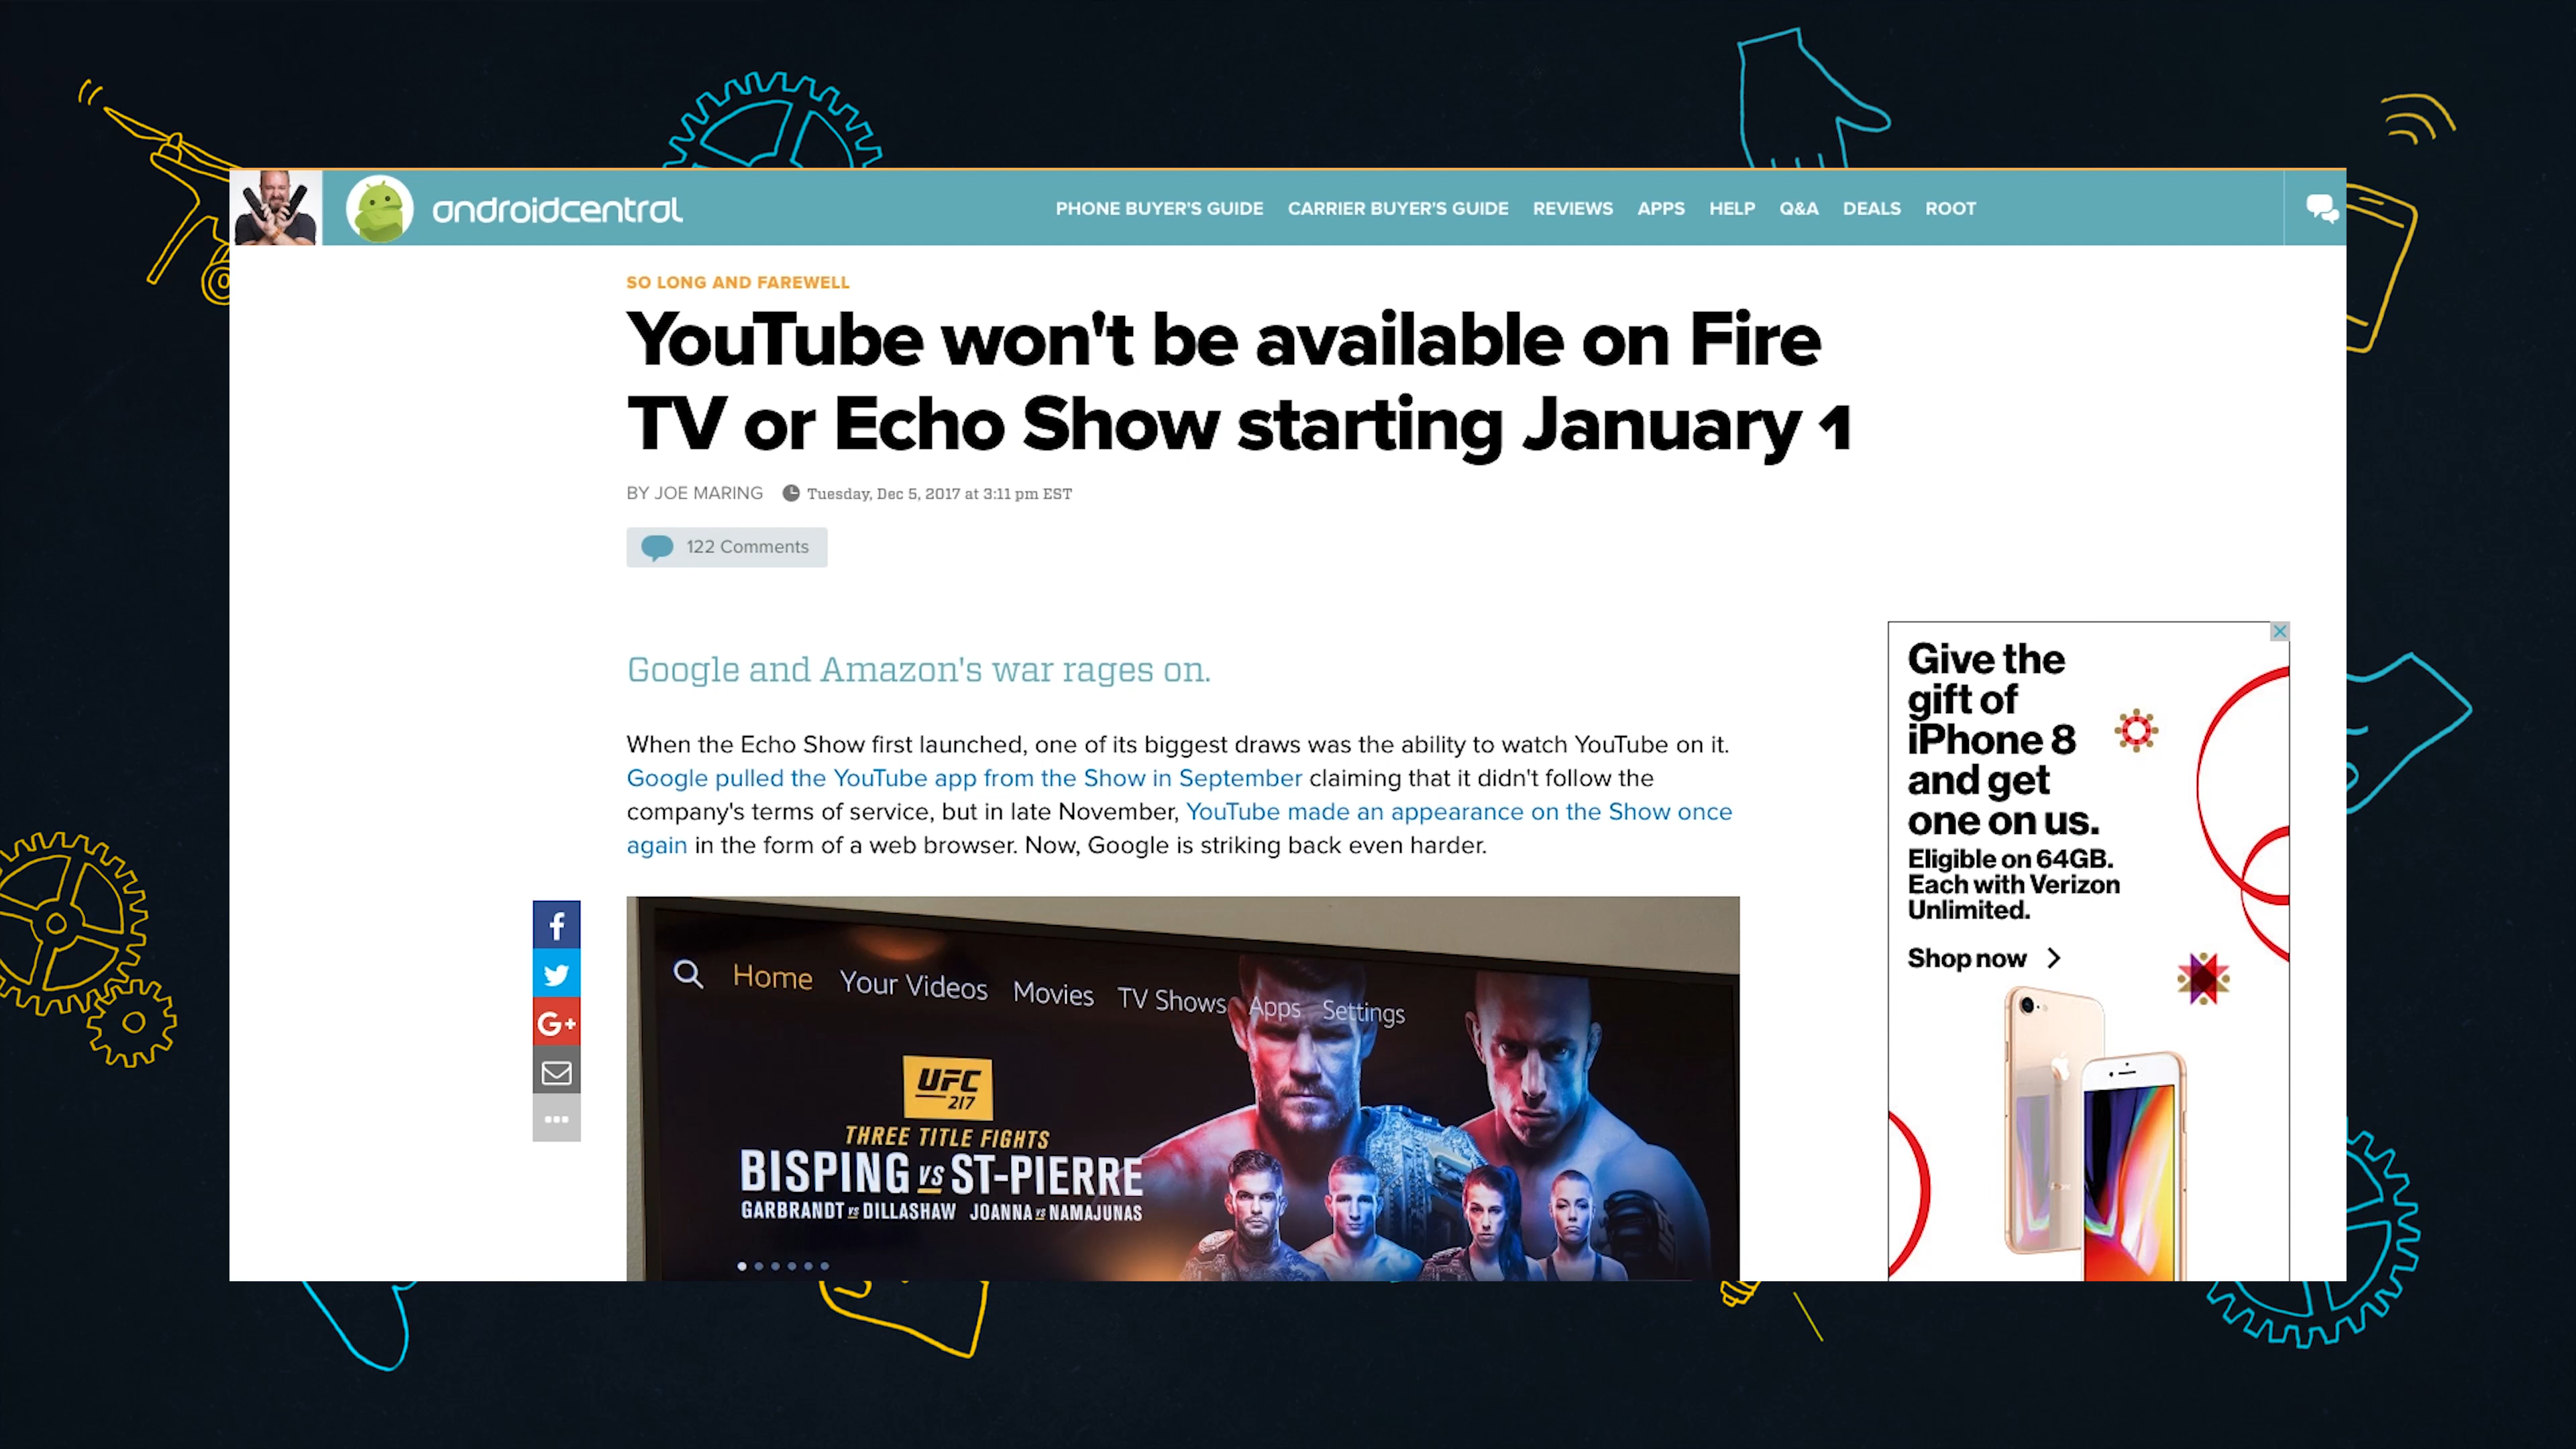 androidcentral
PHONE BUYER'S GUIDE CARRIER BUYER'S GUIDE REVIEWS APPS HELP Q&A DEALS ROOT
SO LONG AND FAREWELL
YouTube won't be available on Fire
TV or Echo Show starting January 1
BY JOE MARING Tuesday, Dec 5, 2017 at 3:11 pm EST
122 Comments
Google and Amazon's war rages on.
When the Echo Show first launched, one of its biggest draws was the ability to watch YouTube on it.
Google pulled the YouTube app from the Show in September claiming that it didn't follow the
company's terms of service, but in late November, YouTube made an appearance on the Show once
again in the form of a web browser. Now, Google is striking back even harder.
f
G+
Home Your Videos Movies TV Shows Apps Settings
UFC
217
THREE TITLE FIGHTS
BISPING VS ST-PIERRE
GARBRANDT VS DILLASHAW JOANNA VS NAMAJUNAS
Give the
gift of
iPhone 8
and get
one on us.
Eligible on 64GB.
Each with Verizon
Unlimited.
Shop now